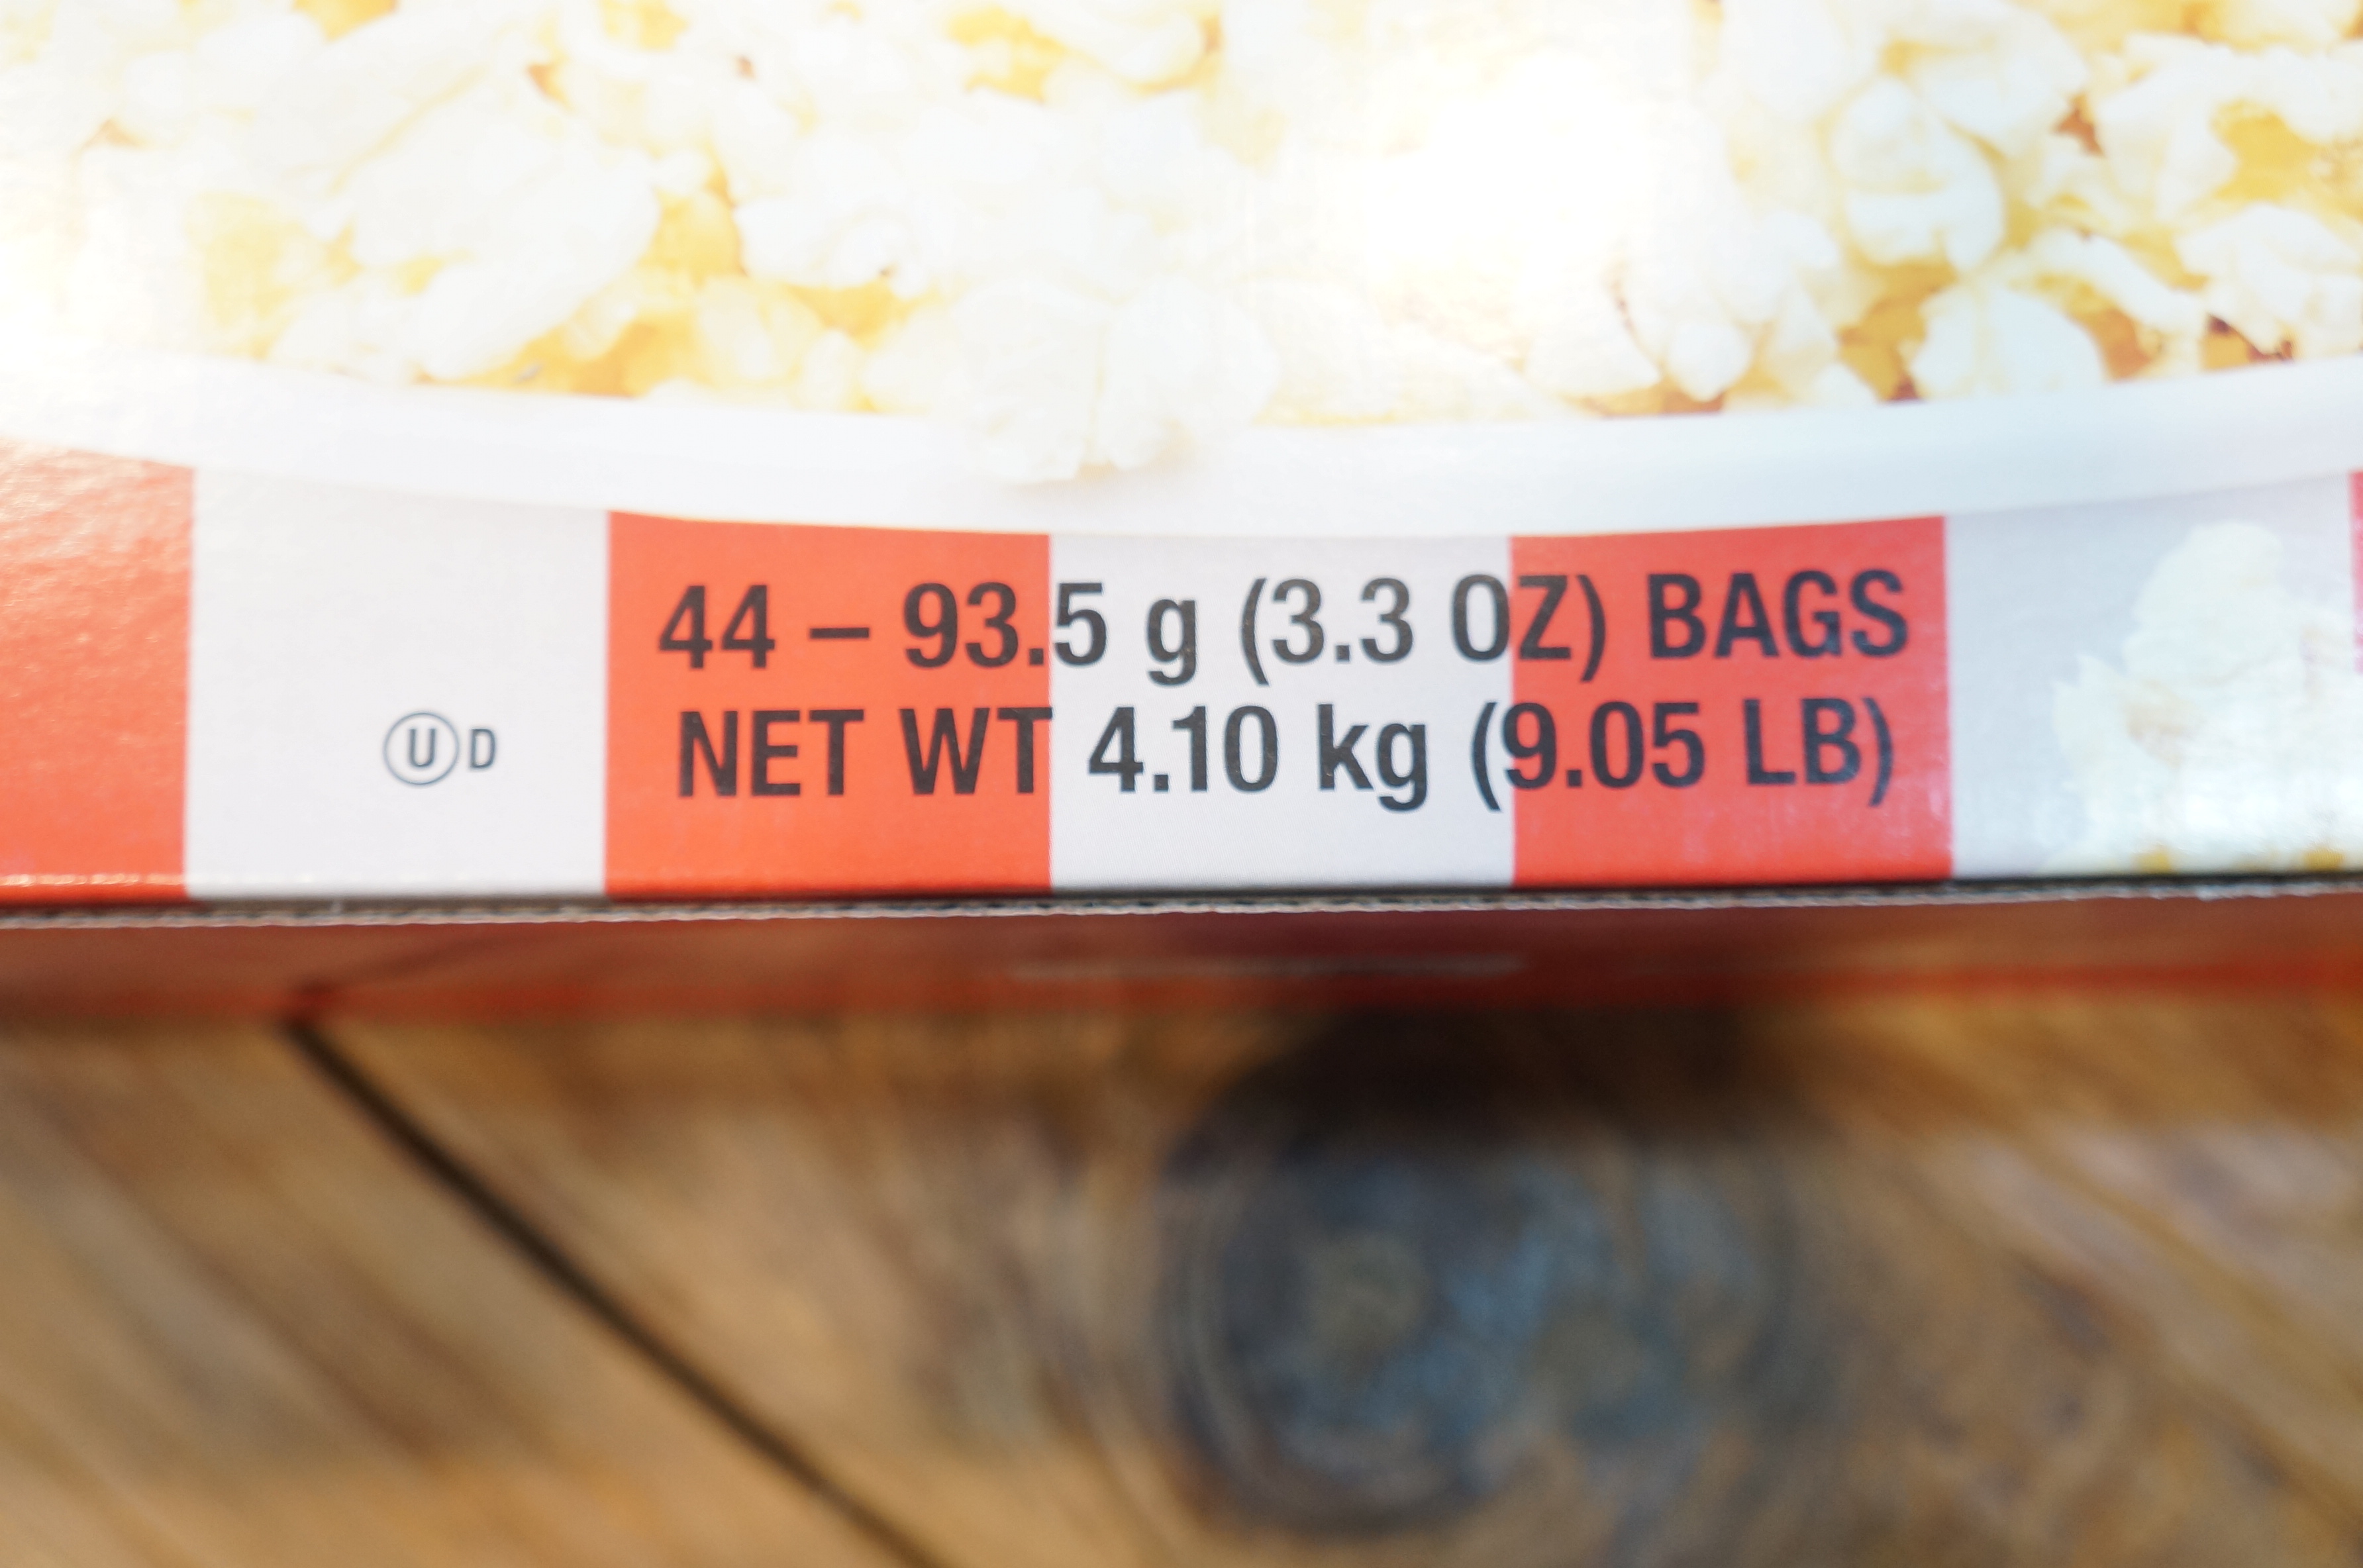 44 – 93.5 g (3.3 OZ) BAGS
NET WT 4.10 kg (9.05 LB)
Ⓤ D